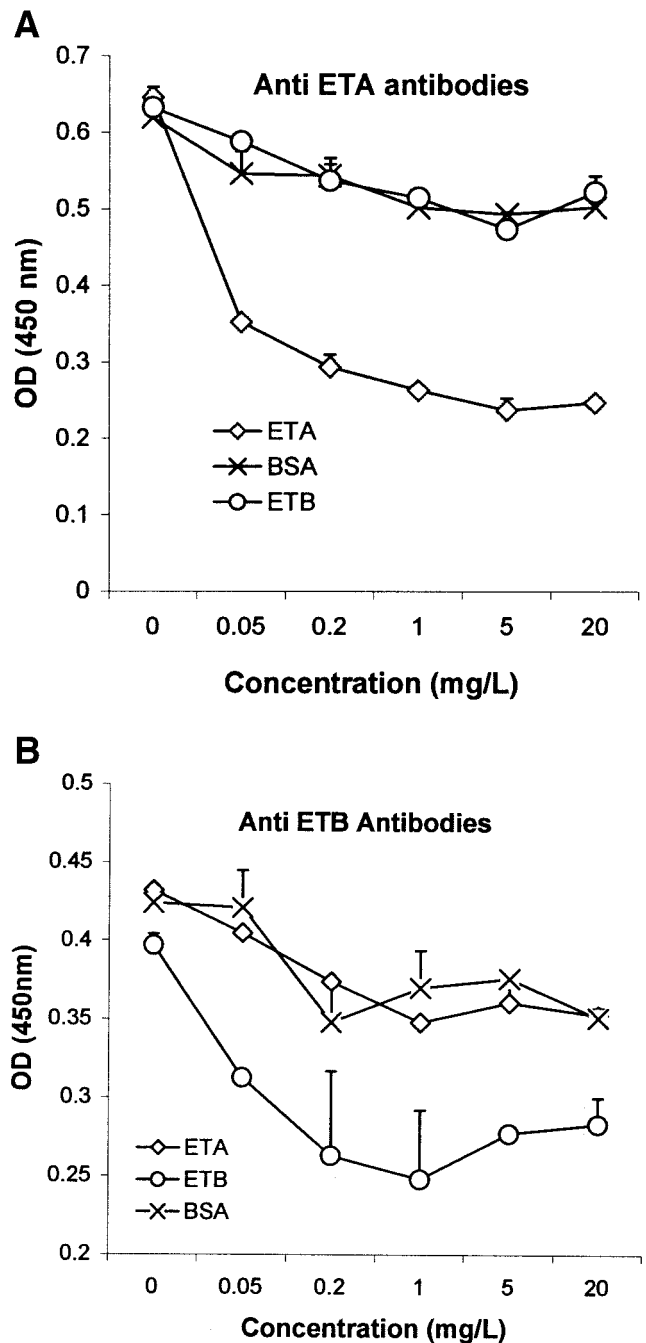 A
Anti ETA antibodies
0.7
0.6
0.5
0.4
0.3
0.2
0.1
0
OD (450 nm)
ETA
BSA
ETB
0 0.05 0.2 1 5 20
Concentration (mg/L)
B
Anti ETB Antibodies
0.5
0.45
0.4
0.35
0.3
0.25
0.2
OD (450nm)
ETA
ETB
BSA
0 0.05 0.2 1 5 20
Concentration (mg/L)